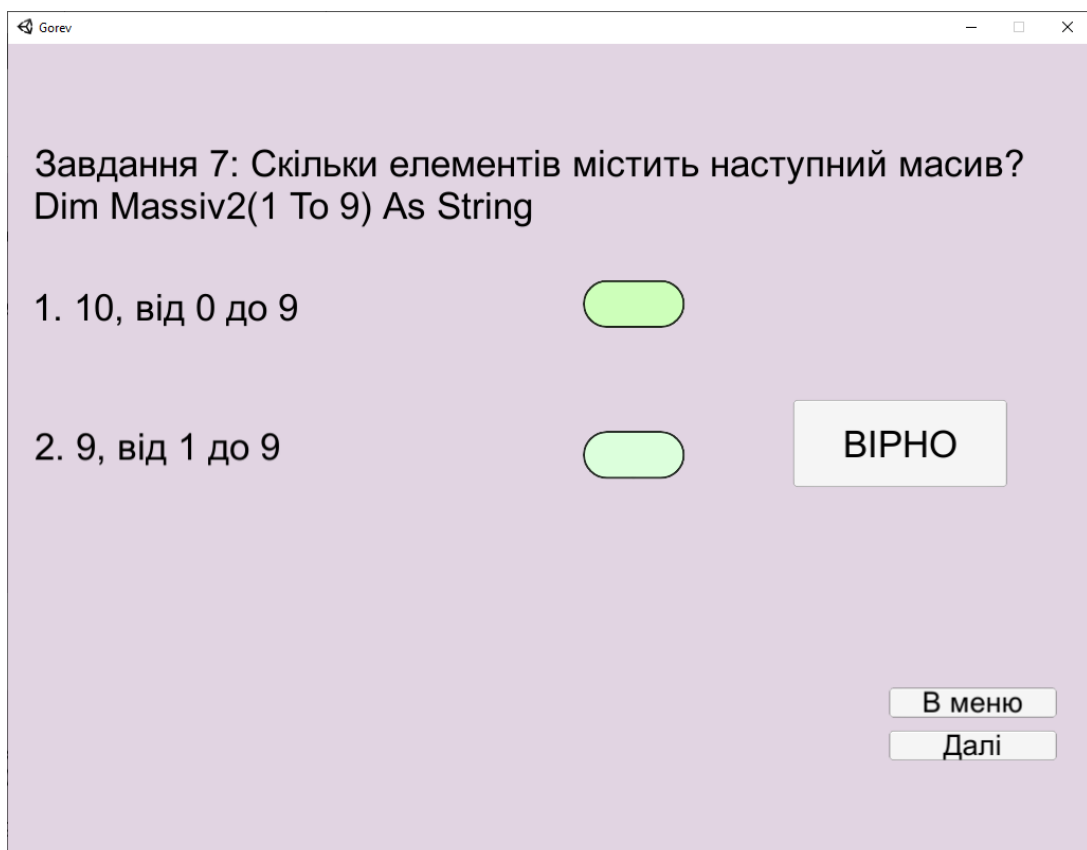 Gorev
Завдання 7: Скільки елементів містить наступний масив?
Dim Massiv2(1 To 9) As String
1. 10, від 0 до 9
2. 9, від 1 до 9
ВІРНО
В меню
Далі